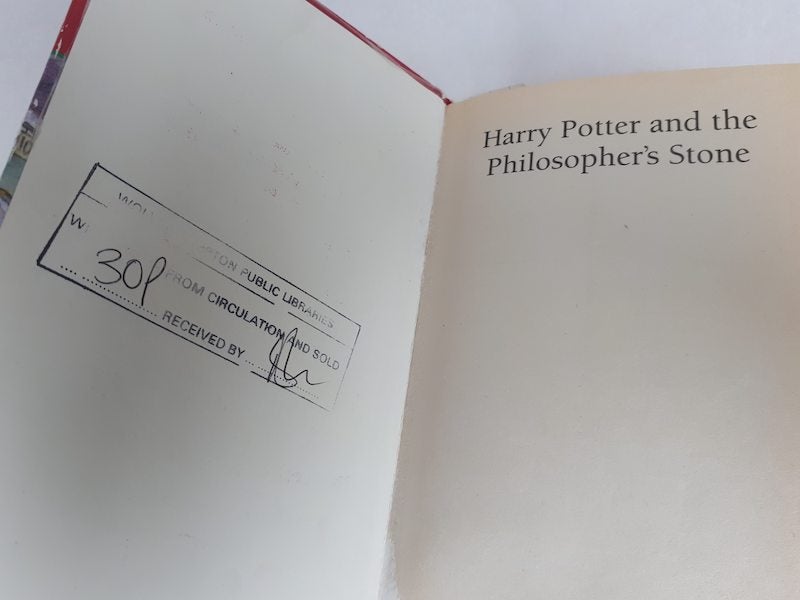 PUBLIC LIBRARIES
30p FROM CIRCULATION AND SOLD
RECEIVED BY
Harry Potter and the
Philosopher's Stone